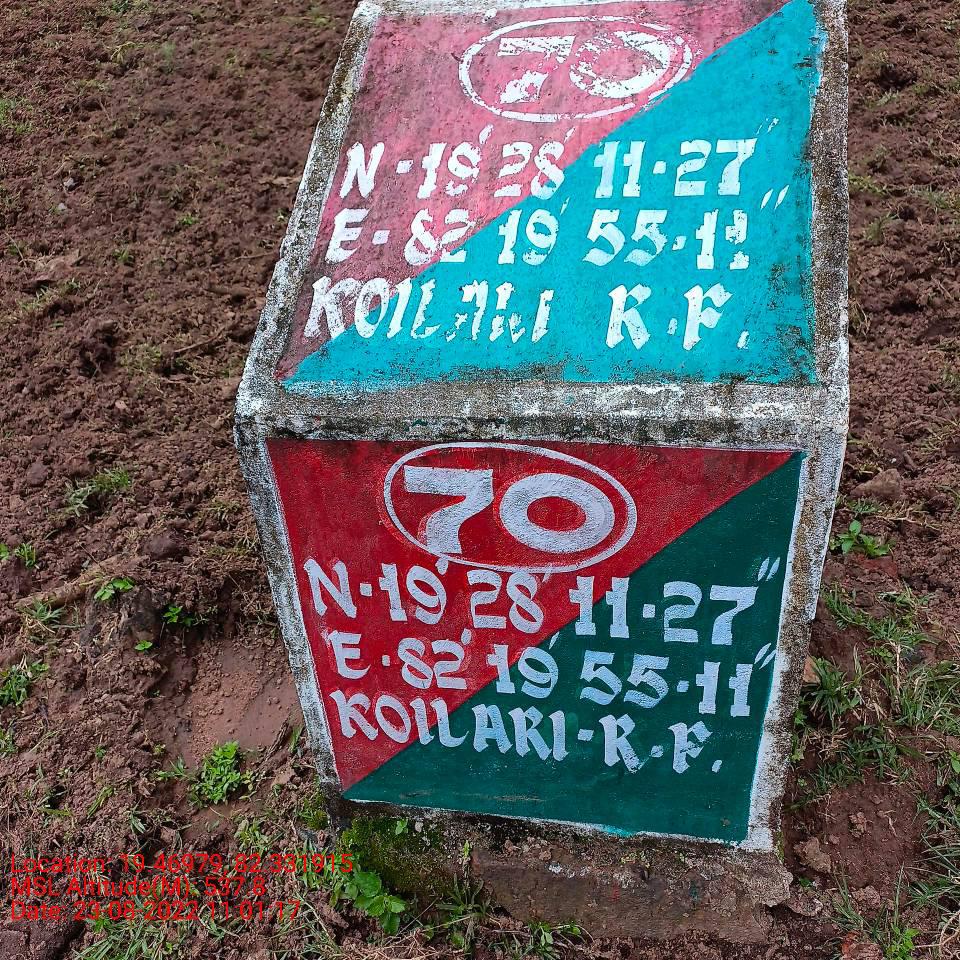 70
N·19' 28' 11·27"
E·82 19' 55·11"
KOILARI R.F.
70
N·19' 28' 11·27"
E·82' 19' 55·11"
KOILARI-R.F.
Location: 19.46979, 82.331915
MSL Altitude(M): 537.8
Date: 23-08-2022 11:01:17